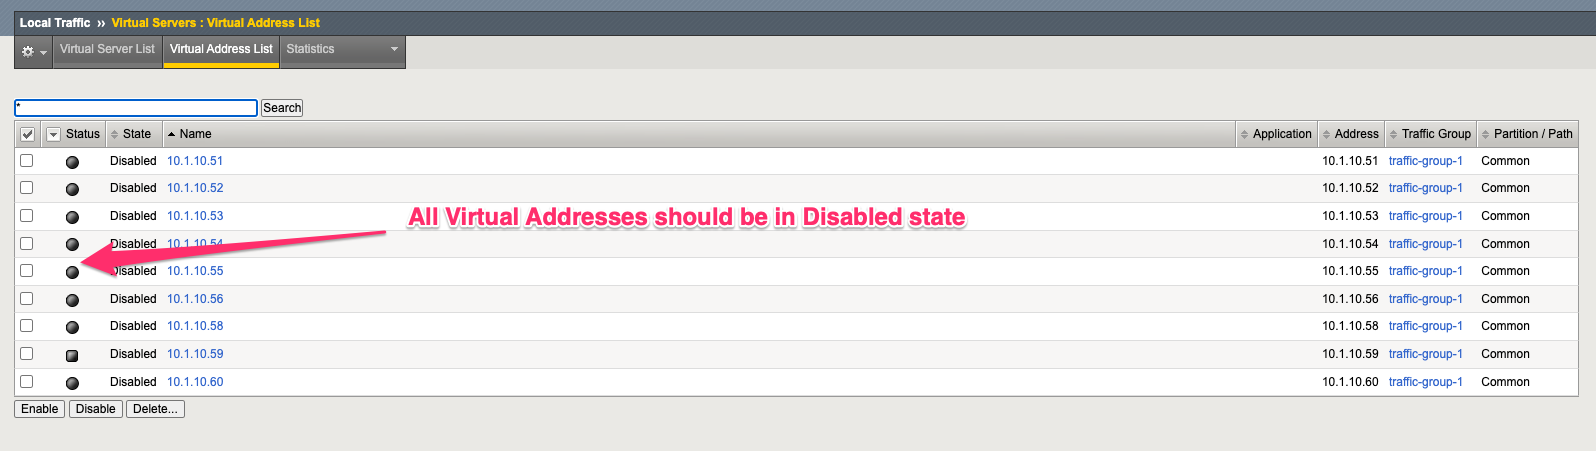 Local Traffic » Virtual Servers : Virtual Address List
Virtual Server List Virtual Address List Statistics
* Search
Status State Name Application Address Traffic Group Partition / Path
Disabled 10.1.10.51 10.1.10.51 traffic-group-1 Common
Disabled 10.1.10.52 10.1.10.52 traffic-group-1 Common
Disabled 10.1.10.53 10.1.10.53 traffic-group-1 Common
All Virtual Addresses should be in Disabled state
Disabled 10.1.10.54 10.1.10.54 traffic-group-1 Common
Disabled 10.1.10.55 10.1.10.55 traffic-group-1 Common
Disabled 10.1.10.56 10.1.10.56 traffic-group-1 Common
Disabled 10.1.10.58 10.1.10.58 traffic-group-1 Common
Disabled 10.1.10.59 10.1.10.59 traffic-group-1 Common
Disabled 10.1.10.60 10.1.10.60 traffic-group-1 Common
Enable Disable Delete...